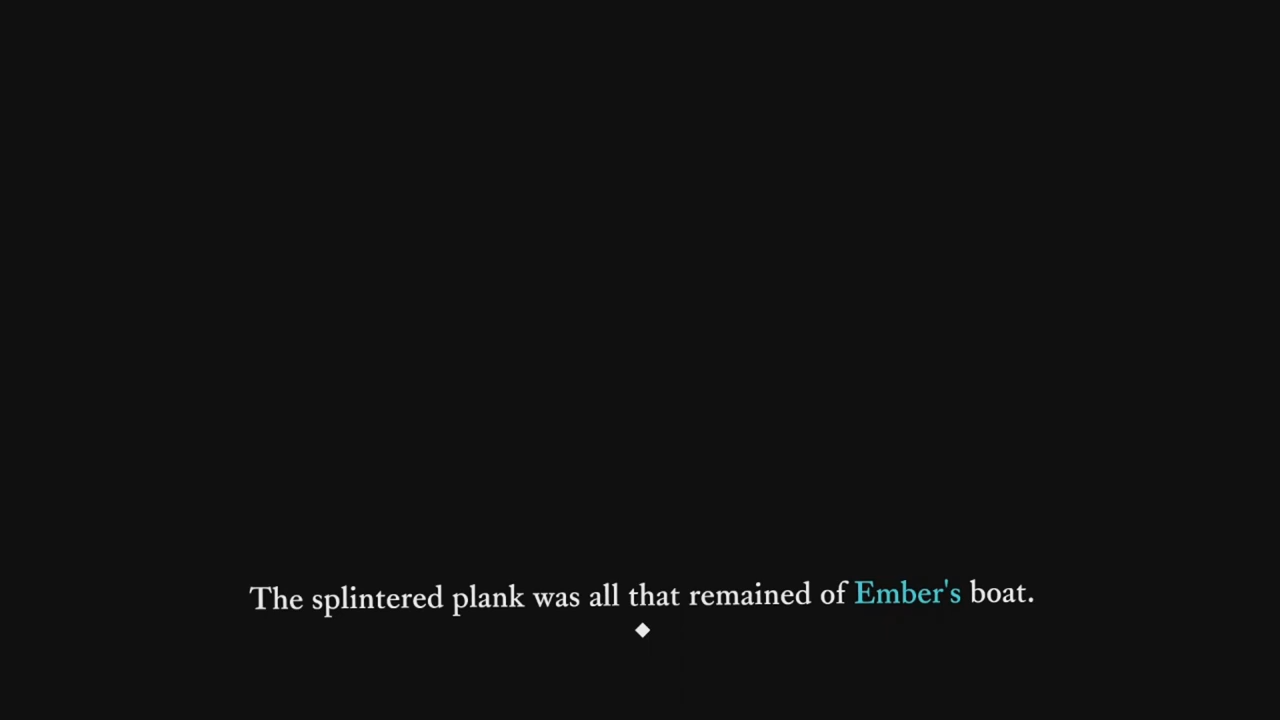 The splintered plank was all that remained of Ember's boat.